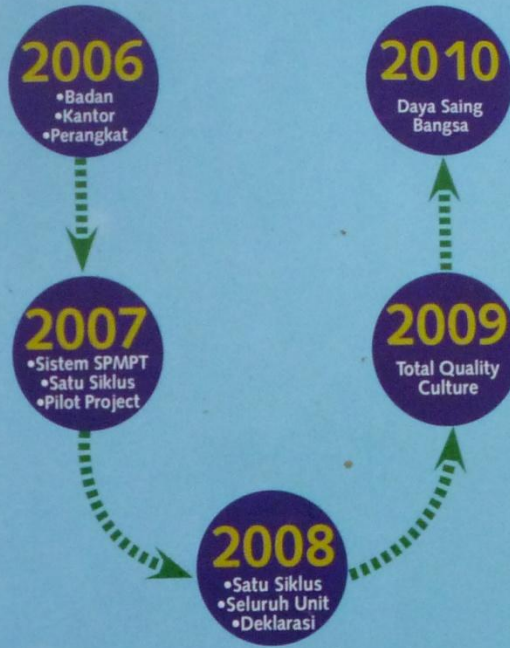 2006
•Badan
•Kantor
•Perangkat
2007
•Sistem SPMPT
•Satu Siklus
•Pilot Project
2008
•Satu Siklus
•Seluruh Unit
•Deklarasi
2009
Total Quality
Culture
2010
Daya Saing
Bangsa